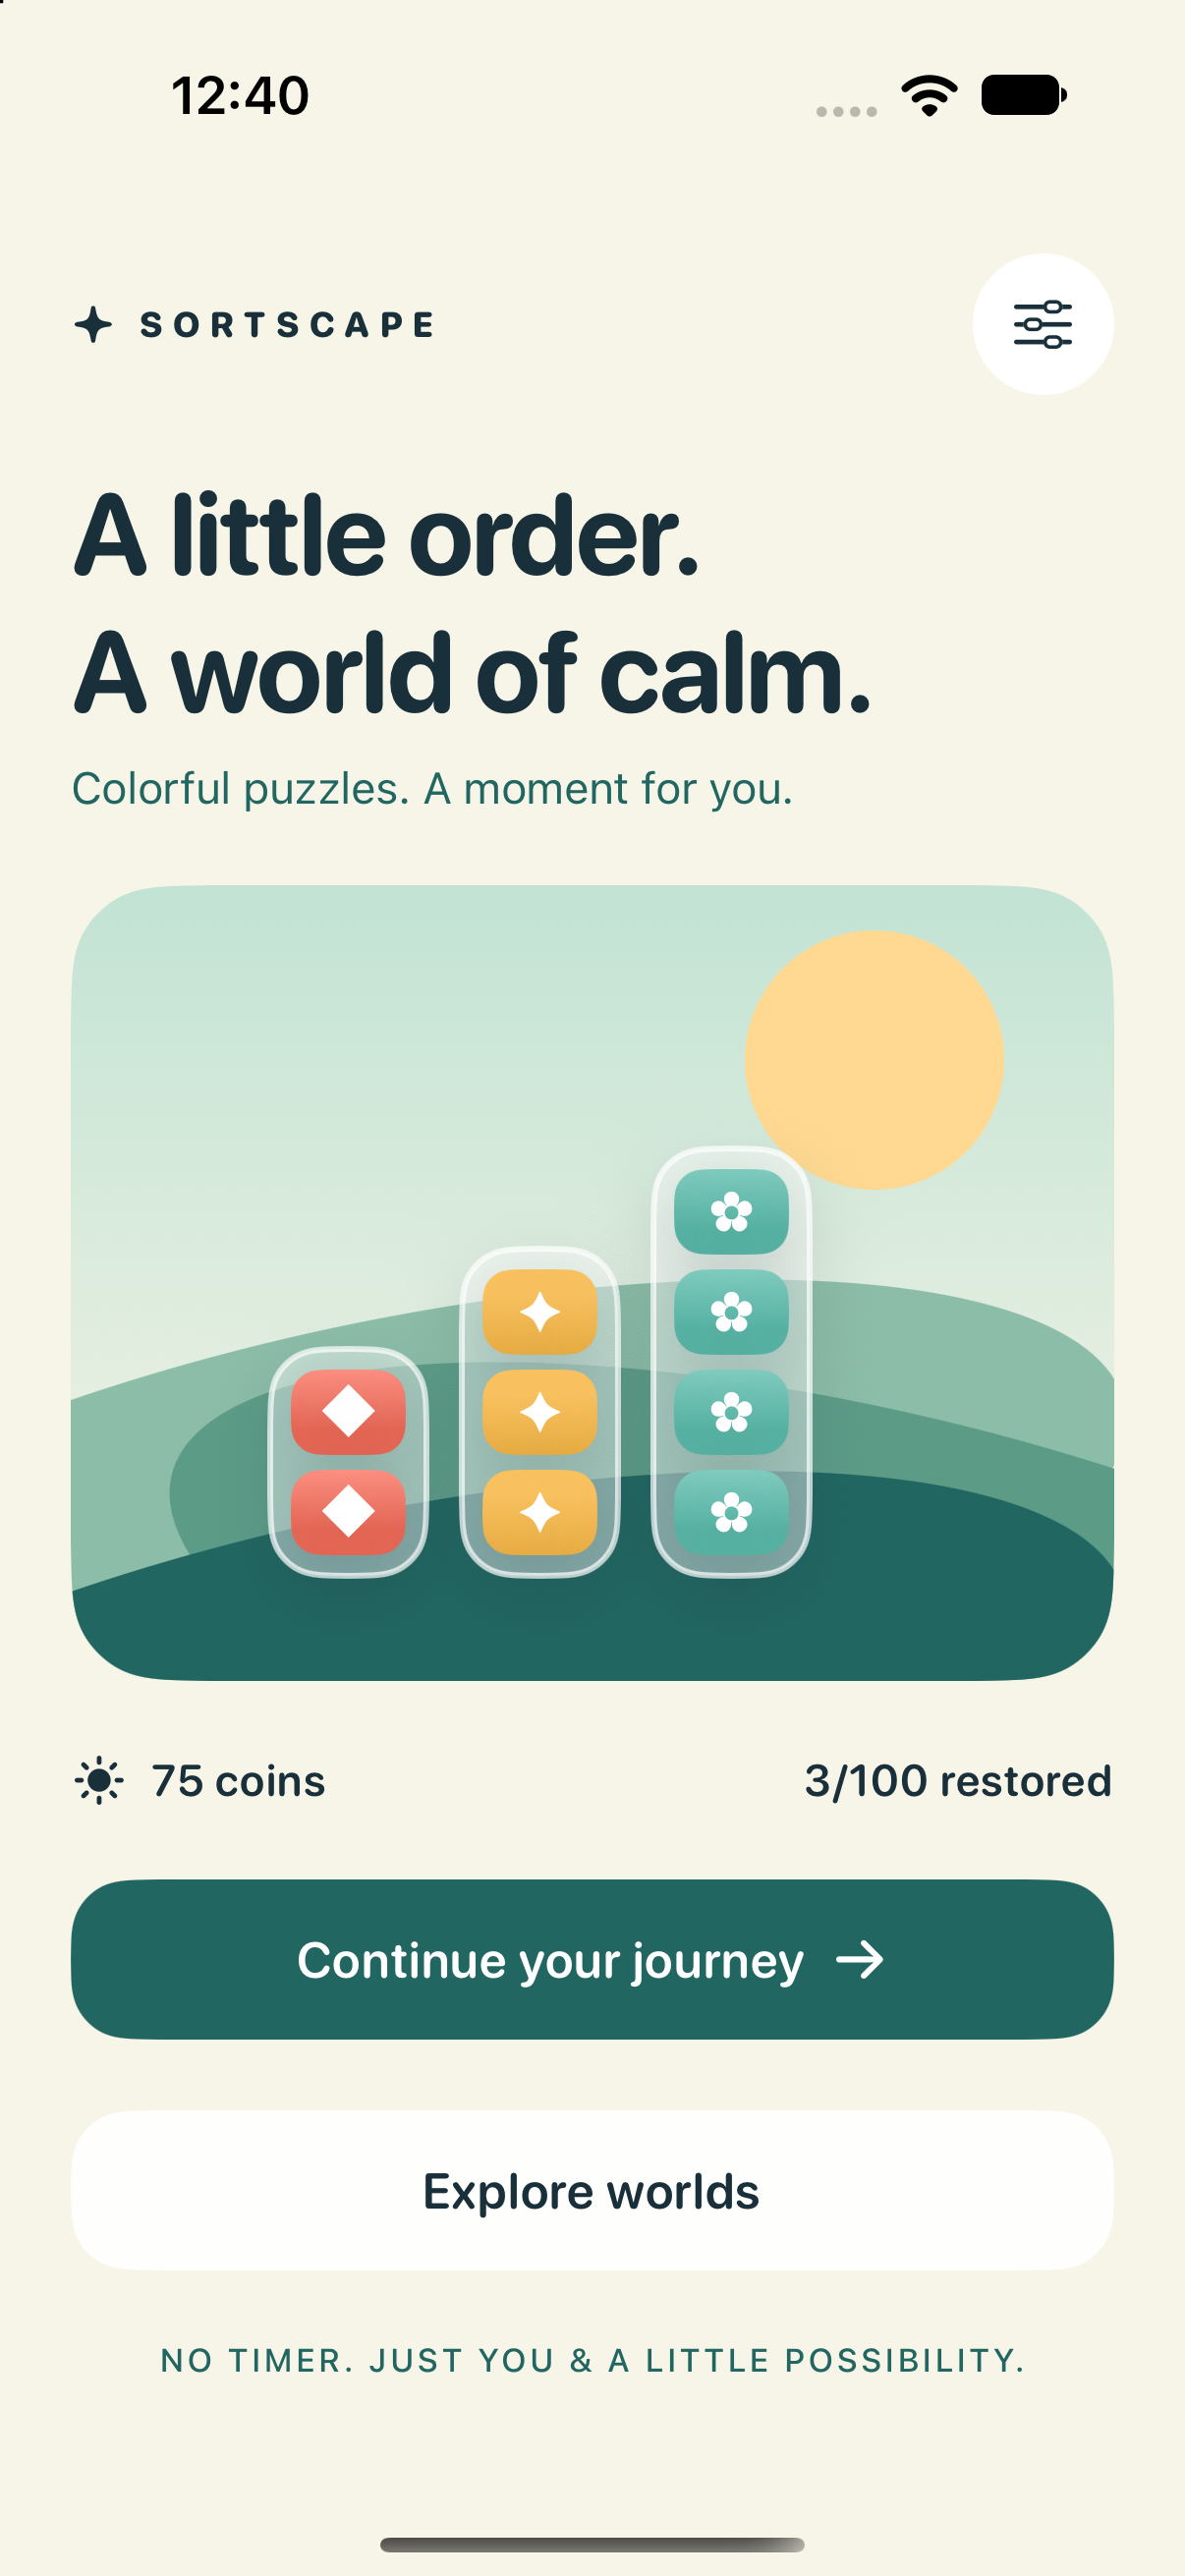 12:40
SORTSCAPE
A little order.
A world of calm.
Colorful puzzles. A moment for you.
75 coins
3/100 restored
Continue your journey →
Explore worlds
NO TIMER. JUST YOU & A LITTLE POSSIBILITY.